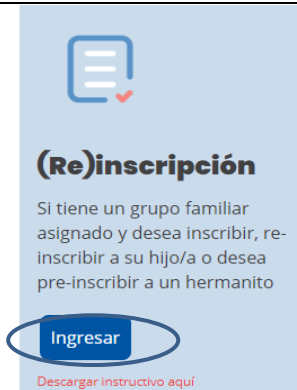 (Re)inscripción
Si tiene un grupo familiar
asignado y desea inscribir, re-
inscribir a su hijo/a o desea
pre-inscribir a un hermanito
Ingresar
Descargar instructivo aquí